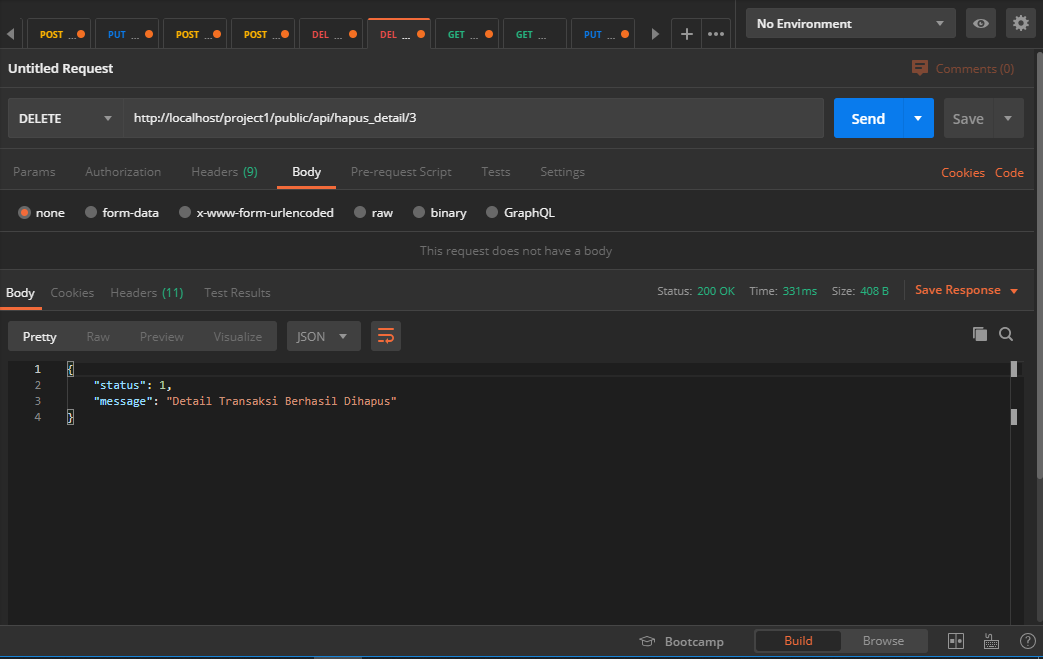 POST ... PUT ... POST ... POST ... DEL ... DEL ... GET ... GET ... PUT ... No Environment
Untitled Request Comments (0)
DELETE http://localhost/project1/public/api/hapus_detail/3 Send Save
Params Authorization Headers (9) Body Pre-request Script Tests Settings Cookies Code
none form-data x-www-form-urlencoded raw binary GraphQL
This request does not have a body
Body Cookies Headers (11) Test Results Status: 200 OK Time: 331ms Size: 408 B Save Response
Pretty Raw Preview Visualize JSON
1 {
2 "status": 1,
3 "message": "Detail Transaksi Berhasil Dihapus"
4 }
Bootcamp Build Browse